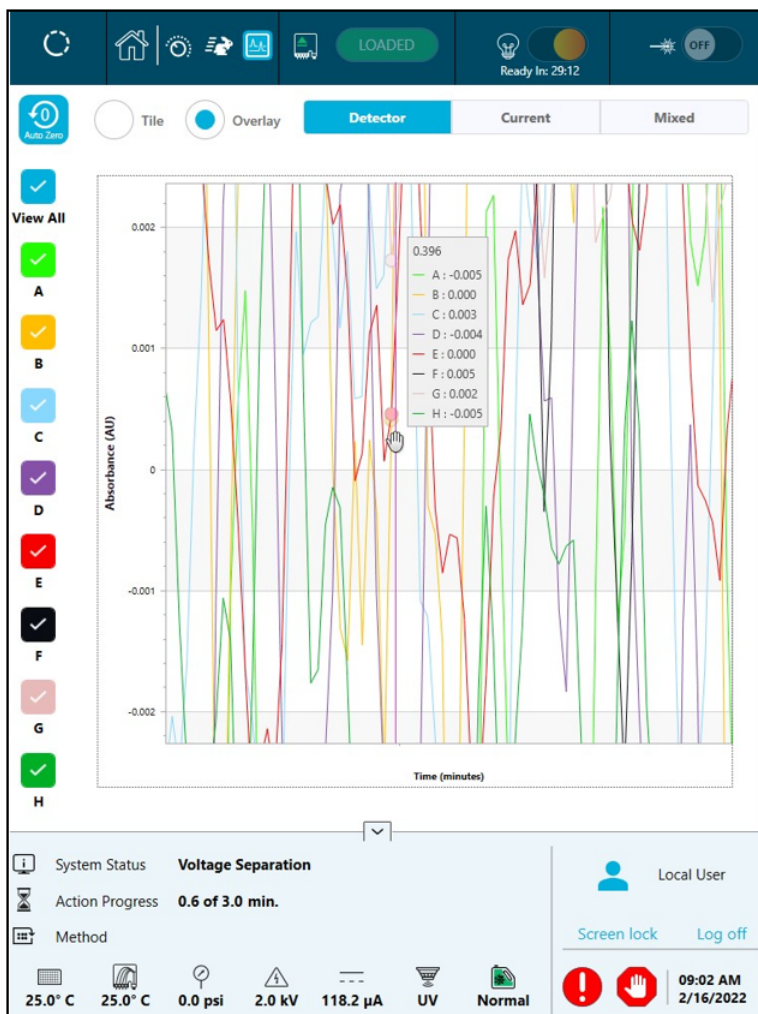 LOADED
Ready In: 29:12
OFF
0
Auto Zero
Tile
Overlay
Detector
Current
Mixed
View All
A
B
C
D
E
F
G
H
Absorbance (AU)
0.002
0.001
0
-0.001
-0.002
0.396
A : -0.005
B : 0.000
C : 0.003
D : -0.004
E : 0.000
F : 0.005
G : 0.002
H : -0.005
Time (minutes)
System Status Voltage Separation
Action Progress 0.6 of 3.0 min.
Method
Local User
Screen lock Log off
25.0° C 25.0° C 0.0 psi 2.0 kV 118.2 µA UV Normal
09:02 AM
2/16/2022